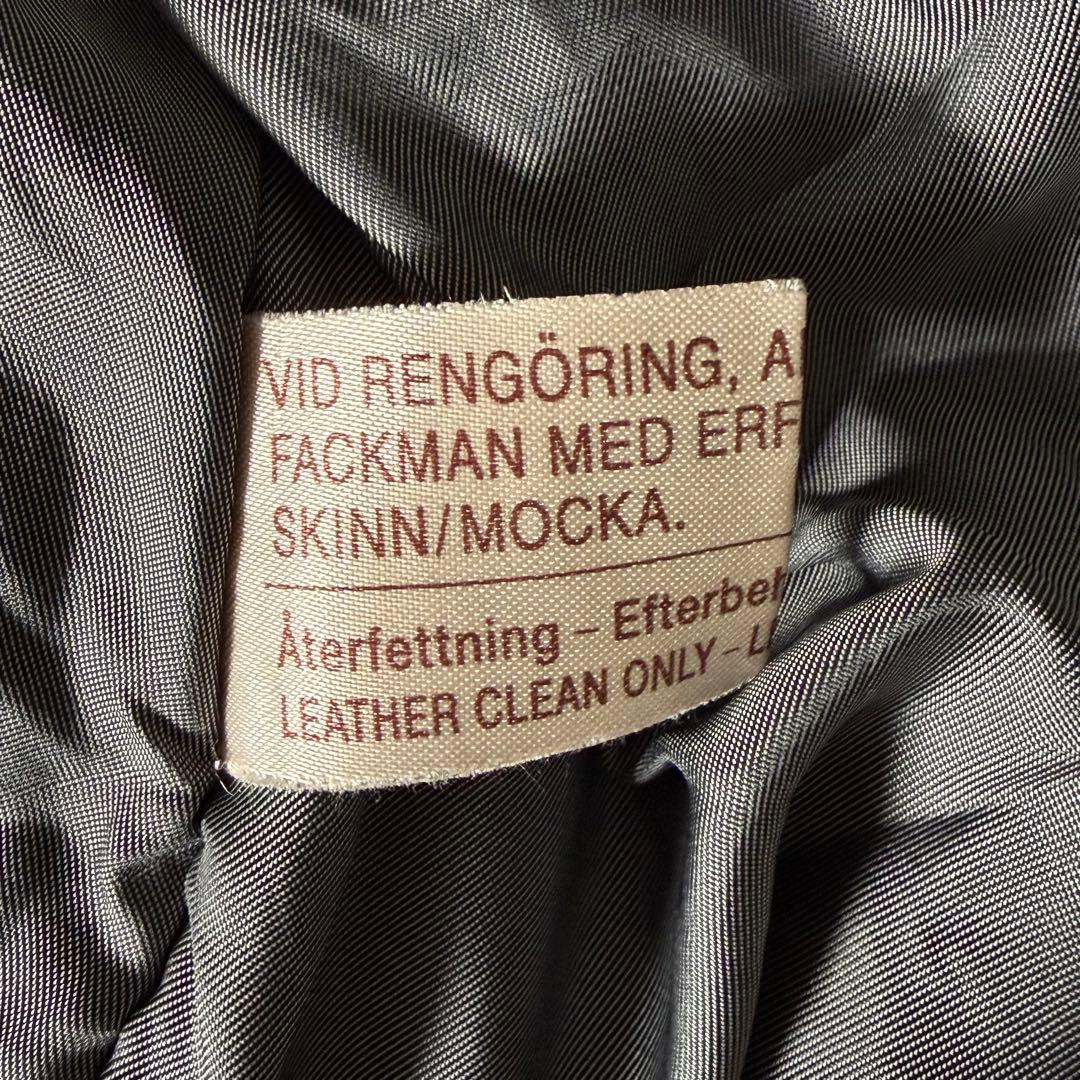 VID RENGÖRING,
FACKMAN MED
SKINN/MOCKA.
Återfettning –
LEATHER CLEAN ONLY –